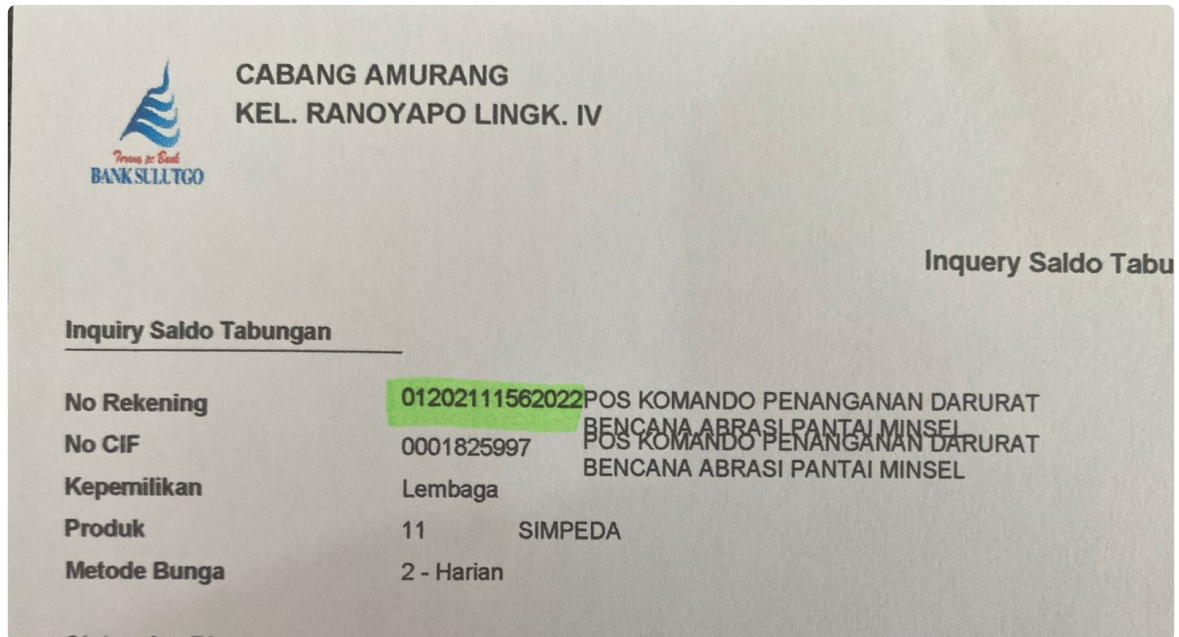 CABANG AMURANG
KEL. RANOYAPO LINGK. IV
Torang pe Bank
BANK SULUTGO
Inquery Saldo Tabu
Inquiry Saldo Tabungan
No Rekening 01202111562022 POS KOMANDO PENANGANAN DARURAT
BENCANA ABRASI PANTAI MINSEL
No CIF 0001825997 POS KOMANDO PENANGANAN DARURAT
BENCANA ABRASI PANTAI MINSEL
Kepemilikan Lembaga
Produk 11 SIMPEDA
Metode Bunga 2 - Harian